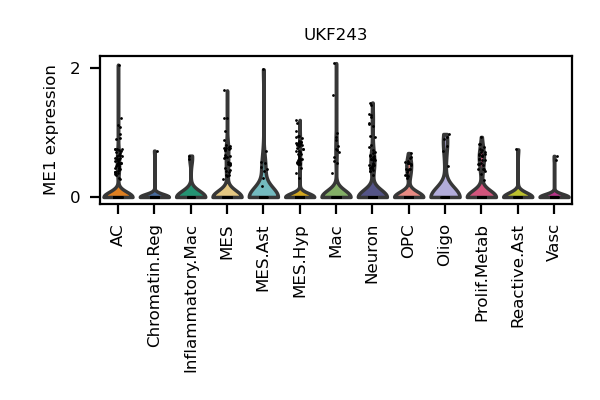 UKF243
ME1 expression
2
0
AC
Chromatin.Reg
Inflammatory.Mac
MES
MES.Ast
MES.Hyp
Mac
Neuron
OPC
Oligo
Prolif.Metab
Reactive.Ast
Vasc